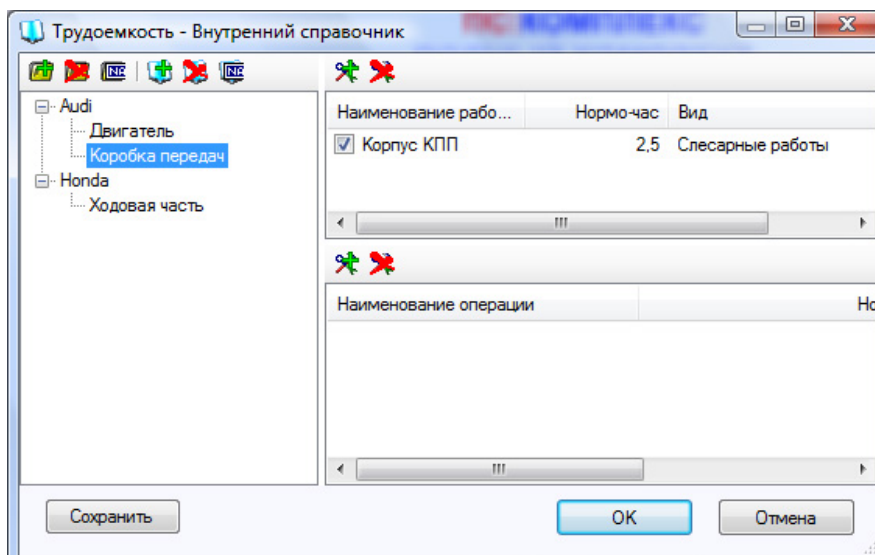 Трудоемкость - Внутренний справочник
Audi
Двигатель
Коробка передач
Honda
Ходовая часть
Наименование рабо... Нормо-час Вид
Корпус КПП 2,5 Слесарные работы
Наименование операции Но
Сохранить OK Отмена